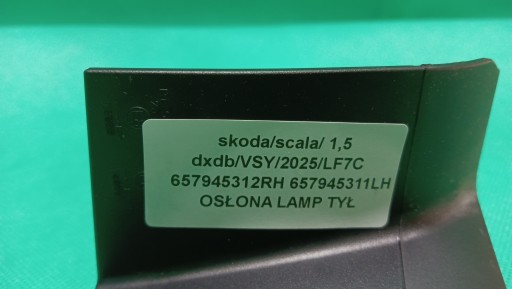 skoda/scala/ 1,5
dxdb/VSY/2025/LF7C
657945312RH 657945311LH
OSŁONA LAMP TYŁ